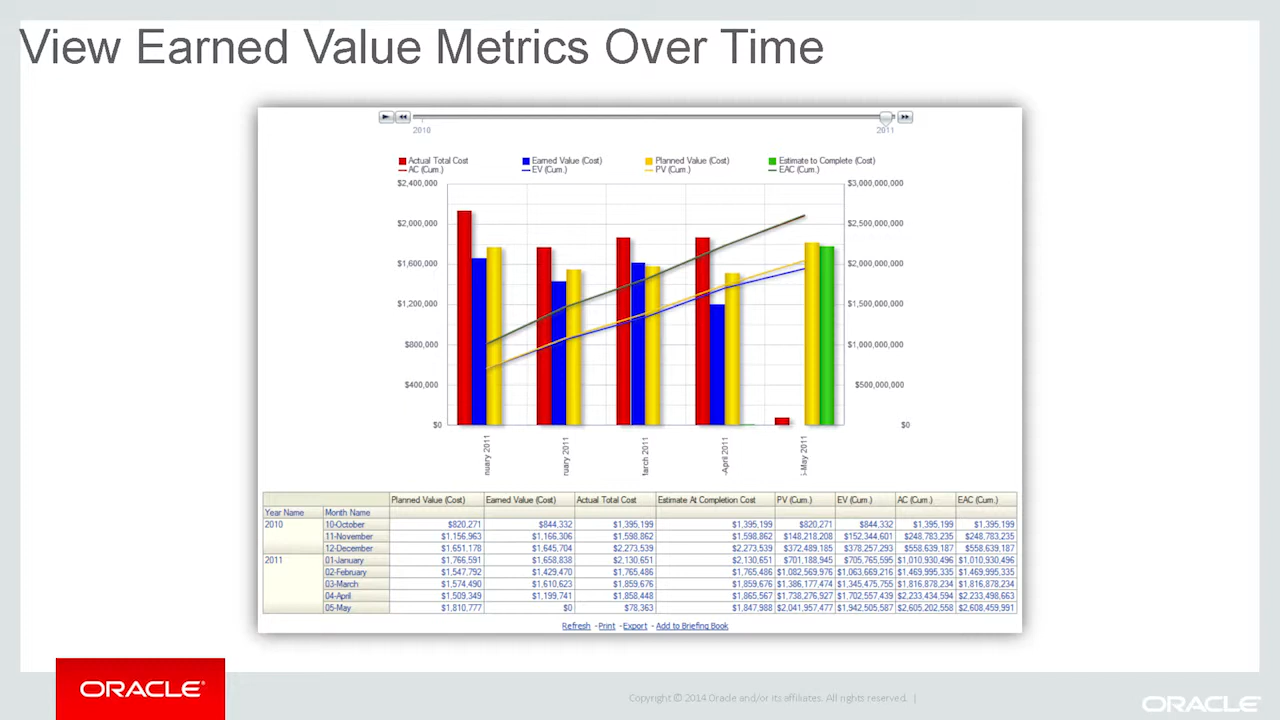 View Earned Value Metrics Over Time
2010 2011
Actual Total Cost Earned Value (Cost) Planned Value (Cost) Estimate to Complete (Cost)
AC (Cum.) EV (Cum.) PV (Cum.) EAC (Cum.)
$2,400,000 $3,000,000,000
$2,000,000 $2,500,000,000
$1,600,000 $2,000,000,000
$1,200,000 $1,500,000,000
$800,000 $1,000,000,000
$400,000 $500,000,000
$0 $0
nuary 2011
ruary 2011
larch 2011
-April 2011
-May 2011
Planned Value (Cost) Earned Value (Cost) Actual Total Cost Estimate At Completion Cost PV (Cum.) EV (Cum.) AC (Cum.) EAC (Cum.)
Year Name Month Name
2010 10-October $820,271 $844,332 $1,395,199 $1,395,199 $820,271 $844,332 $1,395,199 $1,395,199
11-November $1,156,963 $1,166,306 $1,598,862 $1,598,862 $148,218,208 $152,344,601 $248,783,235 $248,783,235
12-December $1,651,178 $1,645,704 $2,273,539 $2,273,539 $372,489,185 $378,257,293 $558,639,187 $558,639,187
2011 01-January $1,766,591 $1,658,838 $2,130,651 $2,130,651 $701,188,945 $705,765,595 $1,010,930,496 $1,010,930,496
02-February $1,547,792 $1,429,470 $1,765,486 $1,765,486 $1,082,569,976 $1,063,669,216 $1,469,995,335 $1,469,995,335
03-March $1,574,490 $1,610,623 $1,859,676 $1,859,676 $1,386,177,474 $1,345,475,755 $1,816,878,234 $1,816,878,234
04-April $1,509,349 $1,199,741 $1,858,448 $1,865,567 $1,738,276,927 $1,702,557,439 $2,233,434,594 $2,233,498,663
05-May $1,810,777 $0 $78,363 $1,847,988 $2,041,957,477 $1,942,505,587 $2,605,202,558 $2,608,459,991
Refresh - Print - Export - Add to Briefing Book
ORACLE®
Copyright © 2014 Oracle and/or its affiliates. All rights reserved. |
ORACLE